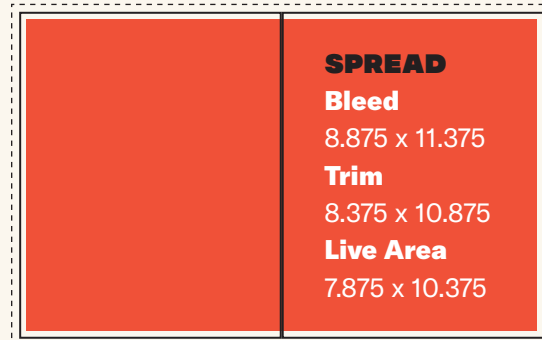 SPREAD
Bleed
8.875 x 11.375
Trim
8.375 x 10.875
Live Area
7.875 x 10.375